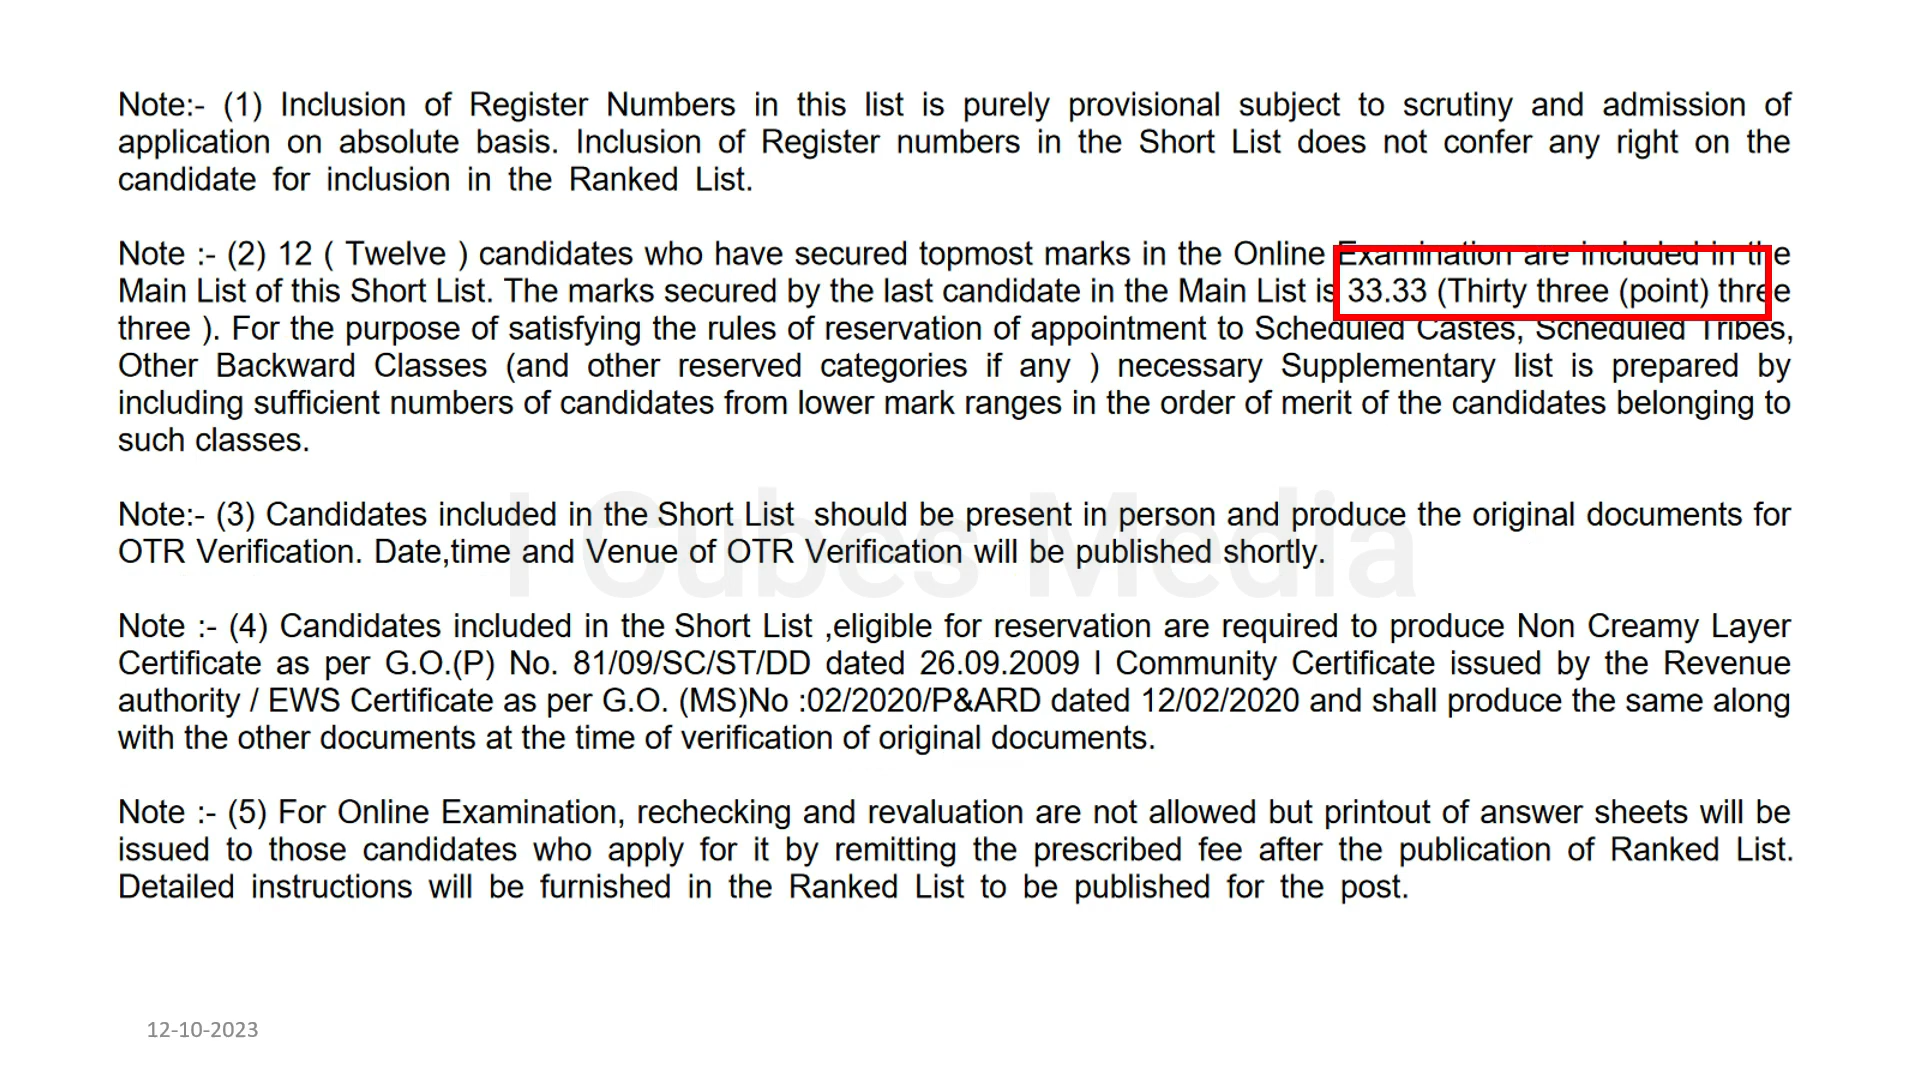 Note:- (1) Inclusion of Register Numbers in this list is purely provisional subject to scrutiny and admission of
application on absolute basis. Inclusion of Register numbers in the Short List does not confer any right on the
candidate for inclusion in the Ranked List.
Note :- (2) 12 ( Twelve ) candidates who have secured topmost marks in the Online Examination are included in the
Main List of this Short List. The marks secured by the last candidate in the Main List is 33.33 (Thirty three (point) three
three ). For the purpose of satisfying the rules of reservation of appointment to Scheduled Castes, Scheduled Tribes,
Other Backward Classes (and other reserved categories if any ) necessary Supplementary list is prepared by
including sufficient numbers of candidates from lower mark ranges in the order of merit of the candidates belonging to
such classes.
I Cubes Media
Note:- (3) Candidates included in the Short List should be present in person and produce the original documents for
OTR Verification. Date,time and Venue of OTR Verification will be published shortly.
Note :- (4) Candidates included in the Short List ,eligible for reservation are required to produce Non Creamy Layer
Certificate as per G.O.(P) No. 81/09/SC/ST/DD dated 26.09.2009 I Community Certificate issued by the Revenue
authority / EWS Certificate as per G.O. (MS)No :02/2020/P&ARD dated 12/02/2020 and shall produce the same along
with the other documents at the time of verification of original documents.
Note :- (5) For Online Examination, rechecking and revaluation are not allowed but printout of answer sheets will be
issued to those candidates who apply for it by remitting the prescribed fee after the publication of Ranked List.
Detailed instructions will be furnished in the Ranked List to be published for the post.
12-10-2023